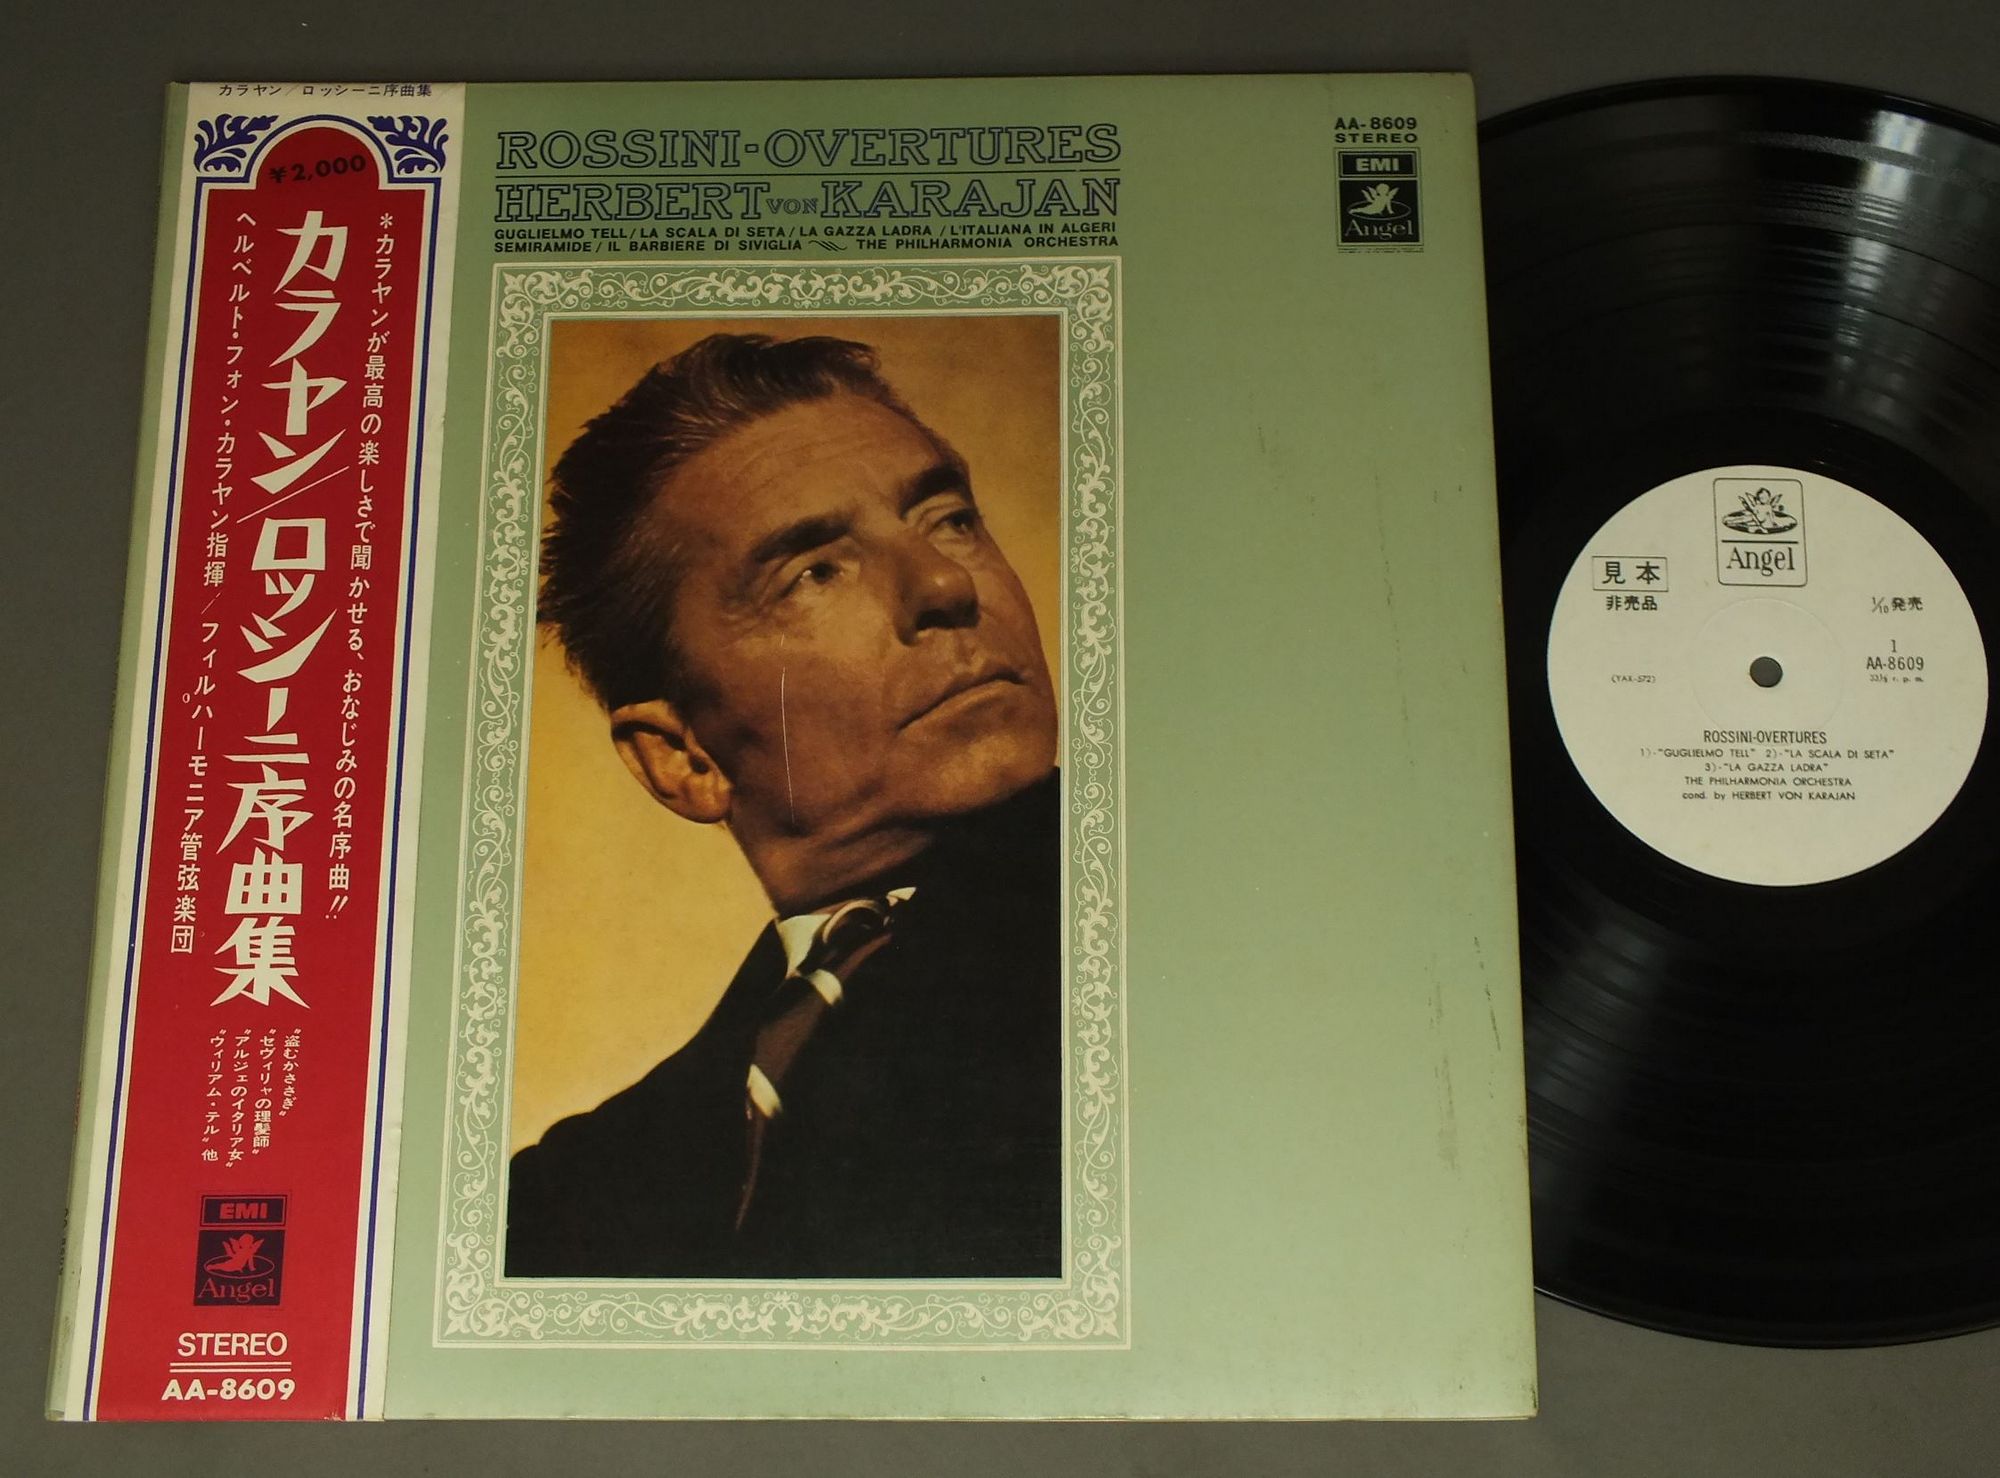 カラヤン/ロッシーニ序曲集
¥2,000
*カラヤンが最高の楽しさで聞かせる、おなじみの名序曲!!
カラヤン/ロッシーニ序曲集
ヘルベルト・フォン・カラヤン指揮/フィルハーモニア管弦楽団
"盗むかささぎ"
"セヴィリャの理髪師"
"アルジェのイタリア女"
"ウィリアム・テル"他
EMI
Angel
STEREO
AA-8609
ROSSINI-OVERTURES
HERBERT VON KARAJAN
GUGLIELMO TELL/LA SCALA DI SETA/LA GAZZA LADRA/L'ITALIANA IN ALGERI
SEMIRAMIDE/IL BARBIERE DI SIVIGLIA THE PHILHARMONIA ORCHESTRA
AA-8609
STEREO
EMI
Angel
Angel
見本
非売品
1/10発売
1
AA-8609
33⅓ r. p. m.
(YAX-572)
ROSSINI-OVERTURES
1)-"GUGLIELMO TELL" 2)-"LA SCALA DI SETA"
3)-"LA GAZZA LADRA"
THE PHILHARMONIA ORCHESTRA
cond. by HERBERT VON KARAJAN